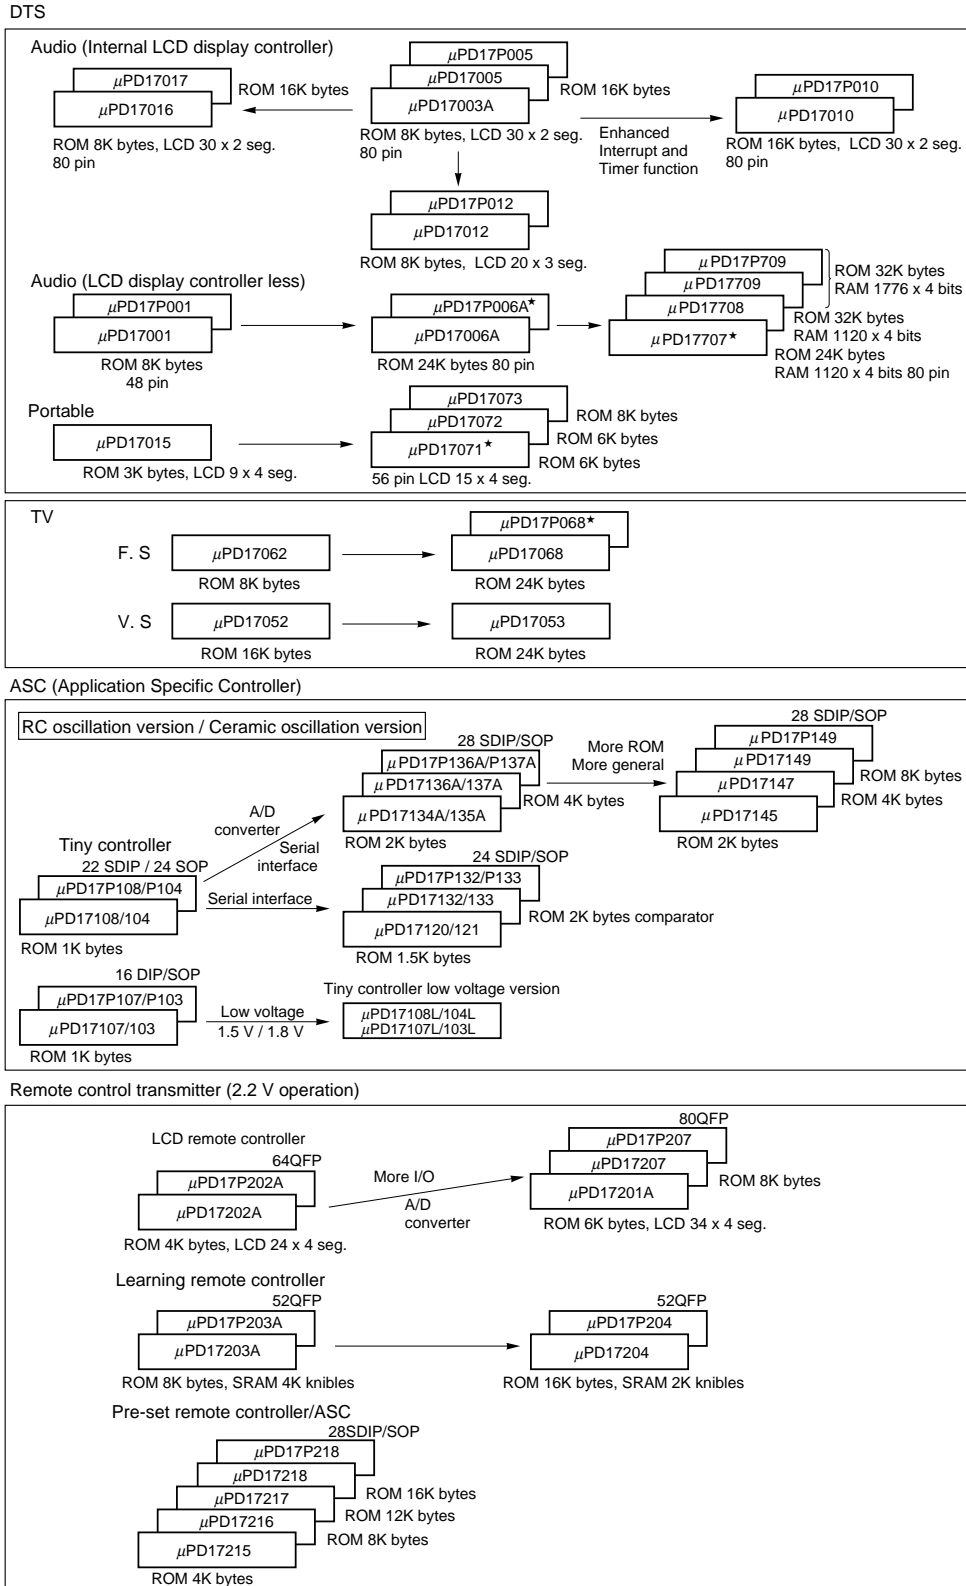 DTS
Audio (Internal LCD display controller)
μPD17017
μPD17016
ROM 16K bytes
ROM 8K bytes, LCD 30 x 2 seg.
80 pin
μPD17P005
μPD17005
μPD17003A
ROM 16K bytes
ROM 8K bytes, LCD 30 x 2 seg.
80 pin
Enhanced
Interrupt and
Timer function
μPD17P010
μPD17010
ROM 16K bytes, LCD 30 x 2 seg.
80 pin
μPD17P012
μPD17012
ROM 8K bytes, LCD 20 x 3 seg.
Audio (LCD display controller less)
μPD17P001
μPD17001
ROM 8K bytes
48 pin
μPD17P006A★
μPD17006A
ROM 24K bytes 80 pin
μPD17P709
μPD17709
μPD17708
μPD17707★
ROM 32K bytes
RAM 1776 x 4 bits
ROM 32K bytes
RAM 1120 x 4 bits
ROM 24K bytes
RAM 1120 x 4 bits 80 pin
Portable
μPD17015
ROM 3K bytes, LCD 9 x 4 seg.
μPD17073
μPD17072
μPD17071★
ROM 8K bytes
ROM 6K bytes
ROM 6K bytes
56 pin LCD 15 x 4 seg.
TV
F. S
μPD17062
ROM 8K bytes
μPD17P068★
μPD17068
ROM 24K bytes
V. S
μPD17052
ROM 16K bytes
μPD17053
ROM 24K bytes
ASC (Application Specific Controller)
RC oscillation version / Ceramic oscillation version
Tiny controller
22 SDIP / 24 SOP
μPD17P108/P104
μPD17108/104
ROM 1K bytes
A/D
converter
Serial
interface
28 SDIP/SOP
μPD17P136A/P137A
μPD17136A/137A
μPD17134A/135A
ROM 4K bytes
ROM 2K bytes
More ROM
More general
28 SDIP/SOP
μPD17P149
μPD17149
μPD17147
μPD17145
ROM 8K bytes
ROM 4K bytes
ROM 2K bytes
Serial interface
24 SDIP/SOP
μPD17P132/P133
μPD17132/133
μPD17120/121
ROM 2K bytes comparator
ROM 1.5K bytes
16 DIP/SOP
μPD17P107/P103
μPD17107/103
ROM 1K bytes
Low voltage
1.5 V / 1.8 V
Tiny controller low voltage version
μPD17108L/104L
μPD17107L/103L
Remote control transmitter (2.2 V operation)
LCD remote controller
64QFP
μPD17P202A
μPD17202A
ROM 4K bytes, LCD 24 x 4 seg.
More I/O
A/D
converter
80QFP
μPD17P207
μPD17207
μPD17201A
ROM 8K bytes
ROM 6K bytes, LCD 34 x 4 seg.
Learning remote controller
52QFP
μPD17P203A
μPD17203A
ROM 8K bytes, SRAM 4K knibles
52QFP
μPD17P204
μPD17204
ROM 16K bytes, SRAM 2K knibles
Pre-set remote controller/ASC
28SDIP/SOP
μPD17P218
μPD17218
μPD17217
μPD17216
μPD17215
ROM 16K bytes
ROM 12K bytes
ROM 8K bytes
ROM 4K bytes